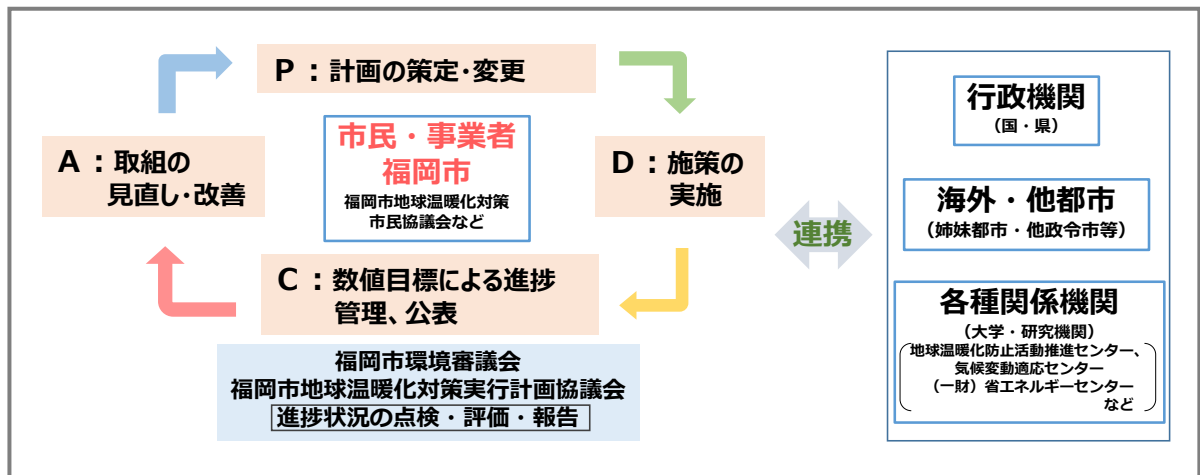 P：計画の策定・変更
市民・事業者
福岡市
福岡市地球温暖化対策
市民協議会など
A：取組の
見直し・改善
D：施策の
実施
C：数値目標による進捗
管理、公表
福岡市環境審議会
福岡市地球温暖化対策実行計画協議会
進捗状況の点検・評価・報告
連携
行政機関
（国・県）
海外・他都市
（姉妹都市・他政令市等）
各種関係機関
（大学・研究機関）
地球温暖化防止活動推進センター、
気候変動適応センター
（一財）省エネルギーセンター
など